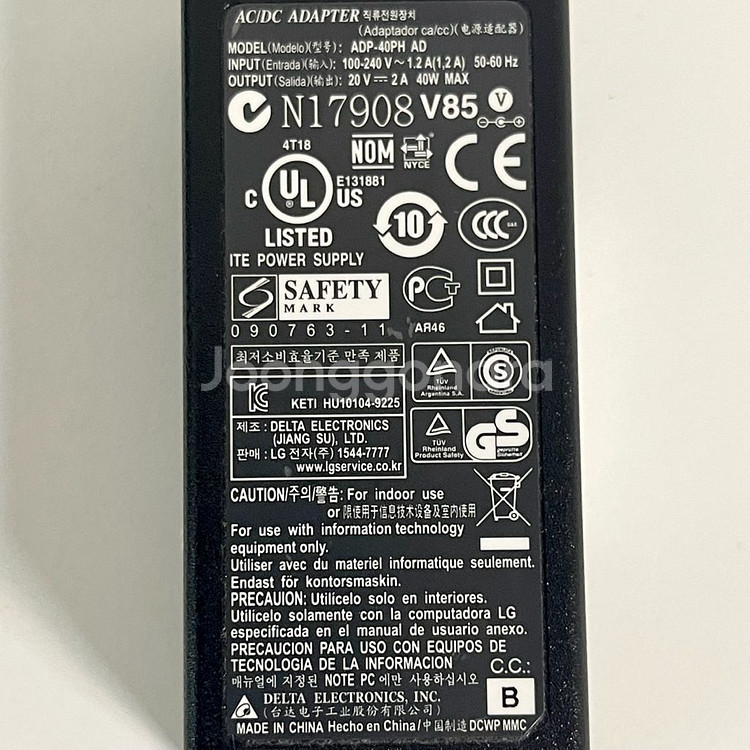 AC/DC ADAPTER 직류전원장치
(Adaptador ca/cc)(电源适配器)
MODEL(Modelo)(型号): ADP-40PH AD
INPUT(Entrada)(输入): 100-240 V ~ 1.2 A(1,2 A) 50-60 Hz
OUTPUT(Salida)(输出): 20 V ⎓ 2 A 40W MAX
N17908 V85 V
4T18
NOM
NYCE
CE
C UL US
E131881
LISTED
10
CCC
S&E
ITE POWER SUPPLY
SAFETY
MARK
PCT
AR46
090763-11
최저소비효율기준 만족 제품
TÜV
Rheinland
Argentina S.A.
S
KC
KETI HU10104-9225
제조 : DELTA ELECTRONICS
(JIANG SU), LTD.
판매 : LG 전자(주) 1544-7777
www.lgservice.co.kr
TÜV
Rheinland
Product Safety
GS
geprüfte
Sicherheit
Joonggonara
CAUTION/주의/警告: For indoor use
or 限使用于信息技术设备及室内使用
For use with information technology
equipment only.
Utiliser avec du materiel informatique seulement.
Endast för kontorsmaskin.
PRECAUION: Utilícelo solo en interiores.
Utilícelo solamente con la computadora LG
especificada en el manual de usuario anexo.
PRECAUCION PARA USO CON EQUIPOS DE
TECNOLOGIA DE LA INFORMACION
매뉴얼에 지정된 NOTE PC 에만 사용하십시오
C.C.:
B
DELTA ELECTRONICS, INC.
(台达电子工业股份有限公司)
MADE IN CHINA Hecho en China/中国制造 DCWP MMC